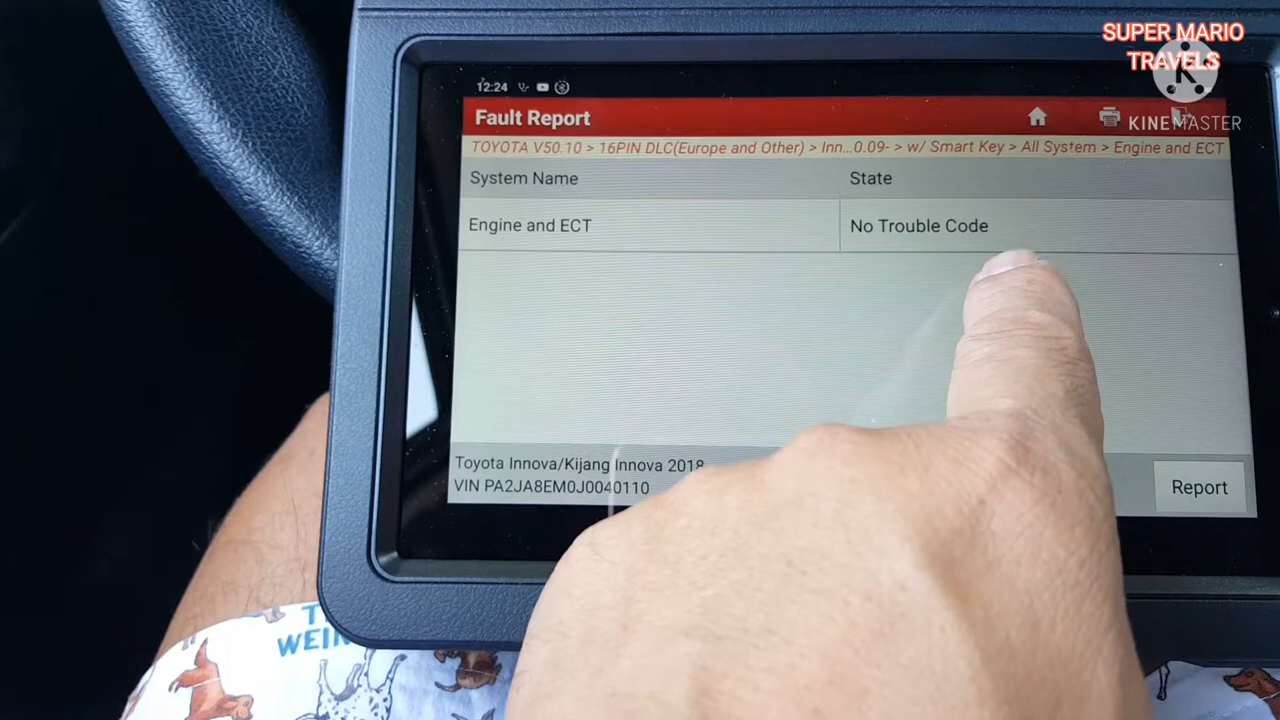 SUPER MARIO
TRAVELS
K
KINEMASTER
12:24
Fault Report
TOYOTA V50.10 > 16PIN DLC(Europe and Other) > Inn...0.09- > w/ Smart Key > All System > Engine and ECT
System Name State
Engine and ECT No Trouble Code
Toyota Innova/Kijang Innova 2018
VIN PA2JA8EM0J0040110
Report